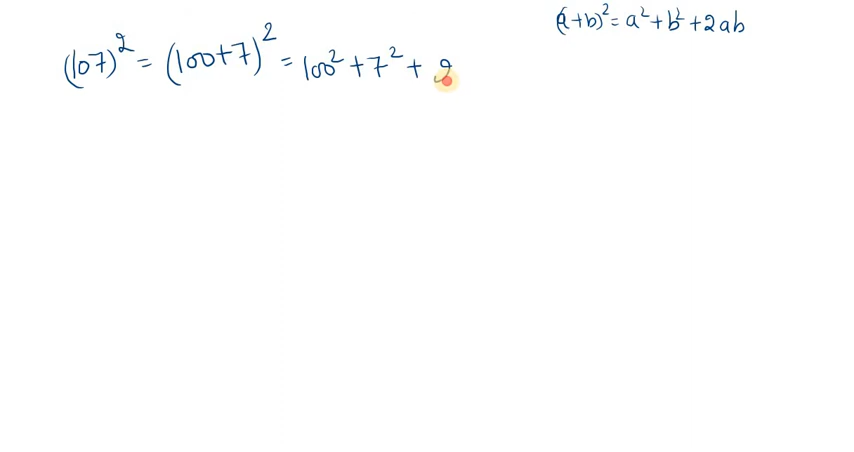 (a+b)² = a² + b² + 2ab
(107)² = (100+7)² = 100² + 7² + 2